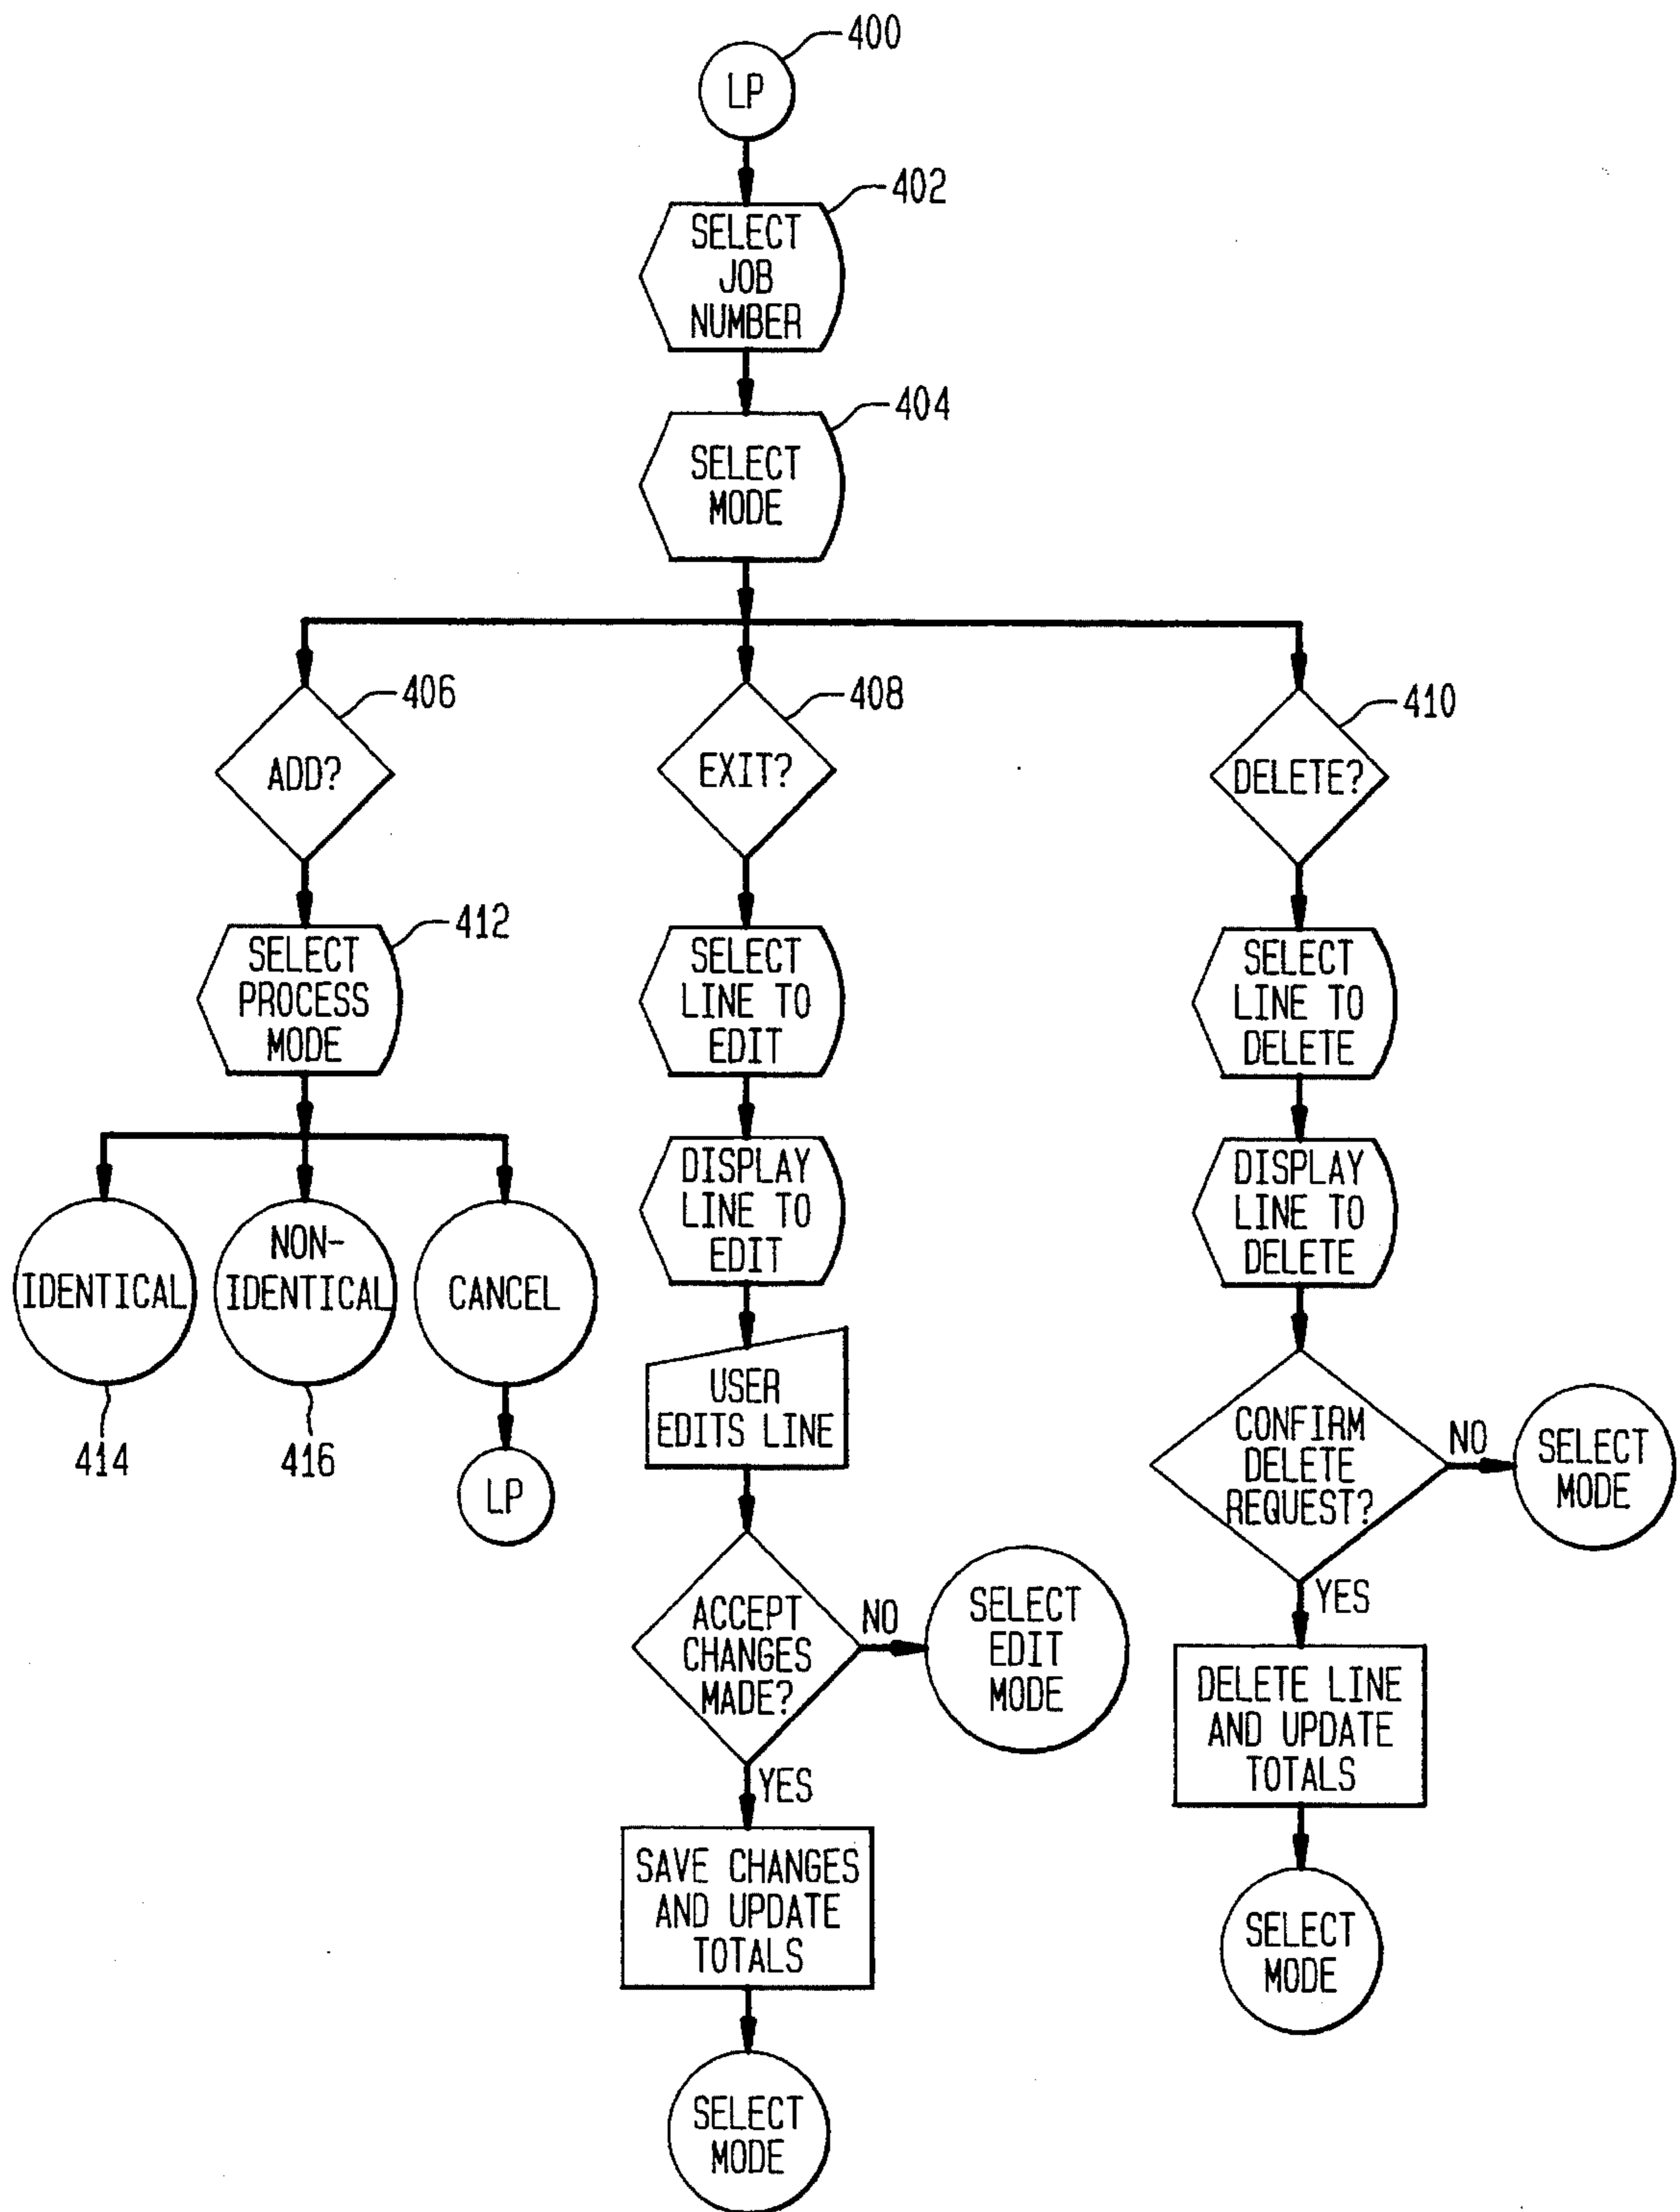 400
LP
402
SELECT
JOB
NUMBER
404
SELECT
MODE
406
ADD?
408
EXIT?
410
DELETE?
412
SELECT
PROCESS
MODE
SELECT
LINE TO
EDIT
SELECT
LINE TO
DELETE
IDENTICAL
414
NON-
IDENTICAL
416
CANCEL
LP
DISPLAY
LINE TO
EDIT
DISPLAY
LINE TO
DELETE
USER
EDITS LINE
CONFIRM
DELETE
REQUEST?
NO
SELECT
MODE
ACCEPT
CHANGES
MADE?
NO
SELECT
EDIT
MODE
YES
DELETE LINE
AND UPDATE
TOTALS
YES
SAVE CHANGES
AND UPDATE
TOTALS
SELECT
MODE
SELECT
MODE